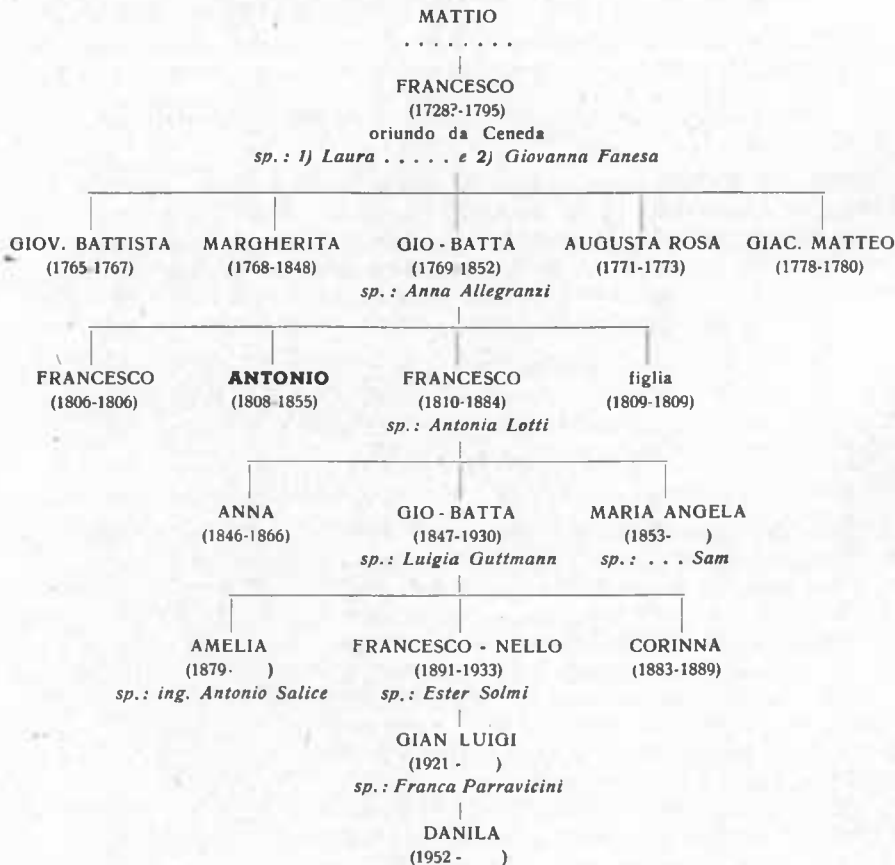 MATTIO
. . . . . . . .
FRANCESCO
(1728?-1795)
oriundo da Ceneda
sp.: 1) Laura . . . . . e 2) Giovanna Fanesa
GIOV. BATTISTA MARGHERITA GIO - BATTA AUGUSTA ROSA GIAC. MATTEO
(1765-1767) (1768-1848) (1769-1852) (1771-1773) (1778-1780)
sp.: Anna Allegranzi
FRANCESCO ANTONIO FRANCESCO figlia
(1806-1806) (1808-1855) (1810-1884) (1809-1809)
sp.: Antonia Lotti
ANNA GIO - BATTA MARIA ANGELA
(1846-1866) (1847-1930) (1853- )
sp.: Luigia Guttmann sp.: . . . Sam
AMELIA FRANCESCO - NELLO CORINNA
(1879- ) (1891-1933) (1883-1889)
sp.: ing. Antonio Salice sp.: Ester Solmi
GIAN LUIGI
(1921 - )
sp.: Franca Parravicini
DANILA
(1952 - )